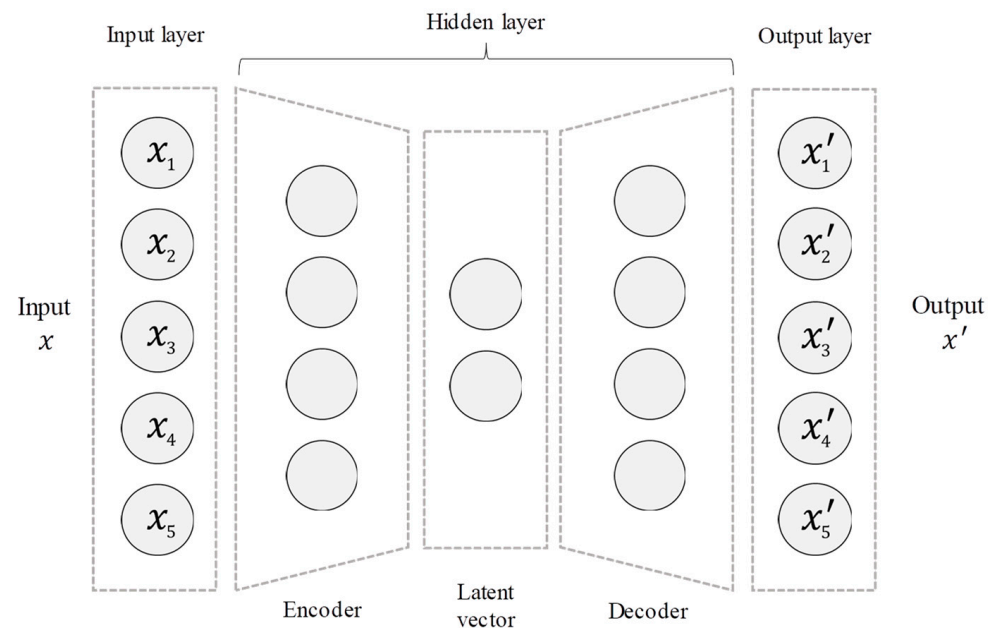 Input layer
Hidden layer
Output layer
x₁
x₂
x₃
x₄
x₅
x′₁
x′₂
x′₃
x′₄
x′₅
Input
x
Output
x′
Encoder
Latent
vector
Decoder